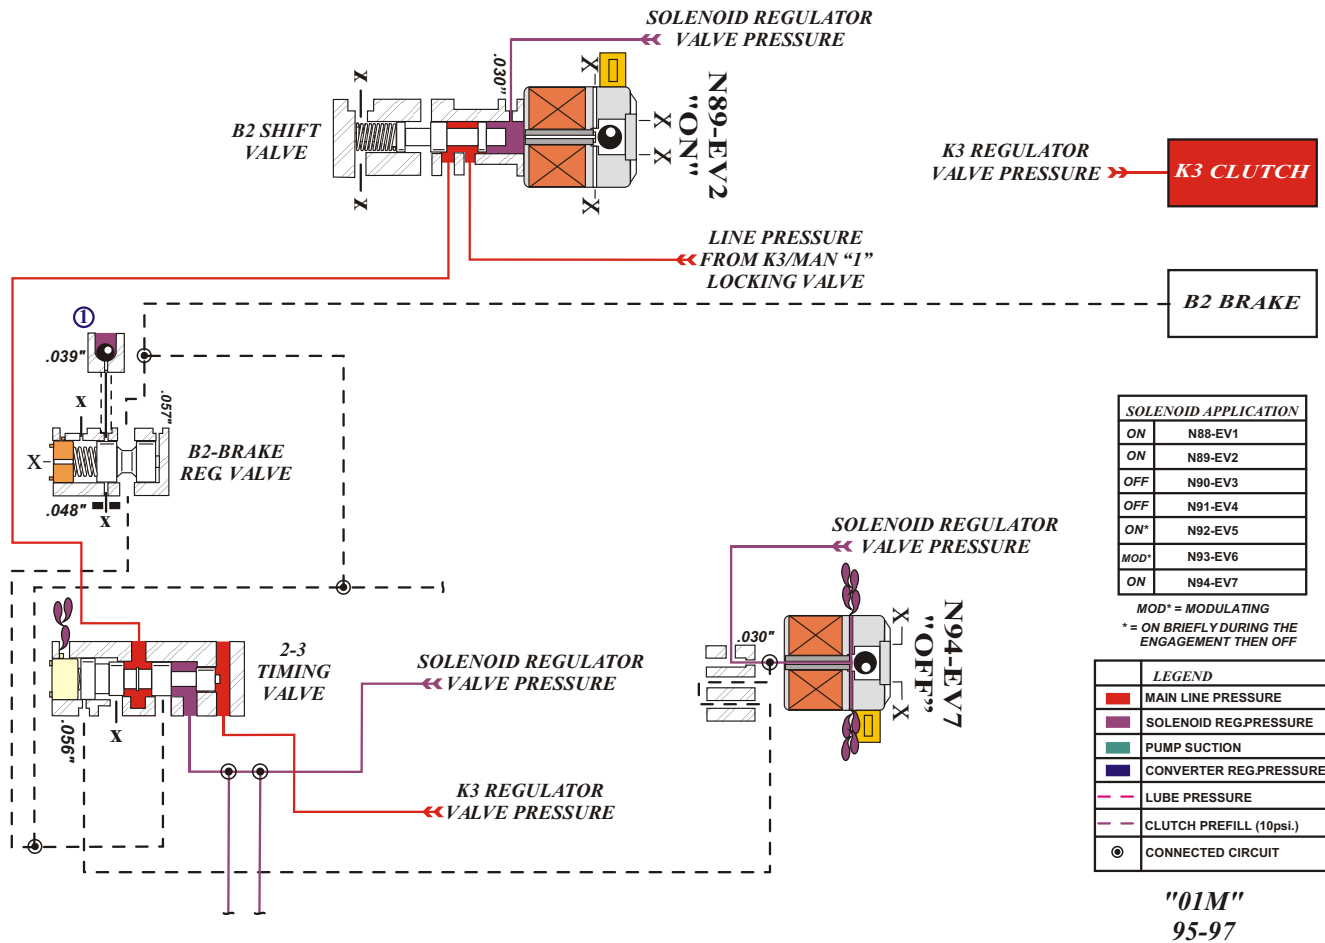 SOLENOID REGULATOR
VALVE PRESSURE
.030"
X
N89-EV2
"ON"
x
X
X
B2 SHIFT
VALVE
x
X
K3 REGULATOR
VALVE PRESSURE
K3 CLUTCH
LINE PRESSURE
FROM K3/MAN “1”
LOCKING VALVE
B2 BRAKE
1
.039"
x
.057"
X
B2-BRAKE
REG. VALVE
.048"
x
SOLENOID APPLICATION
ON N88-EV1
ON N89-EV2
OFF N90-EV3
OFF N91-EV4
ON* N92-EV5
MOD* N93-EV6
ON N94-EV7
MOD* = MODULATING
* = ON BRIEFLY DURING THE
ENGAGEMENT THEN OFF
SOLENOID REGULATOR
VALVE PRESSURE
.030"
X
X
N94-EV7
"OFF"
2-3
TIMING
VALVE
SOLENOID REGULATOR
VALVE PRESSURE
.056"
x
K3 REGULATOR
VALVE PRESSURE
LEGEND
MAIN LINE PRESSURE
SOLENOID REG.PRESSURE
PUMP SUCTION
CONVERTER REG.PRESSURE
LUBE PRESSURE
CLUTCH PREFILL (10psi.)
CONNECTED CIRCUIT
"01M"
95-97